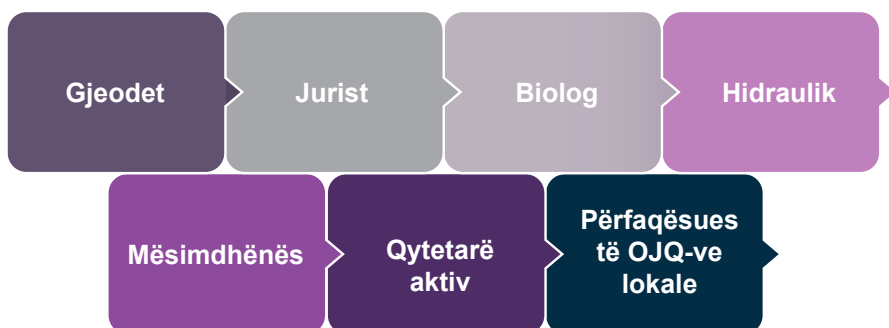 Gjeodet
Jurist
Biolog
Hidraulik
Mësimdhënës
Qytetarë
aktiv
Përfaqësues
të OJQ-ve
lokale